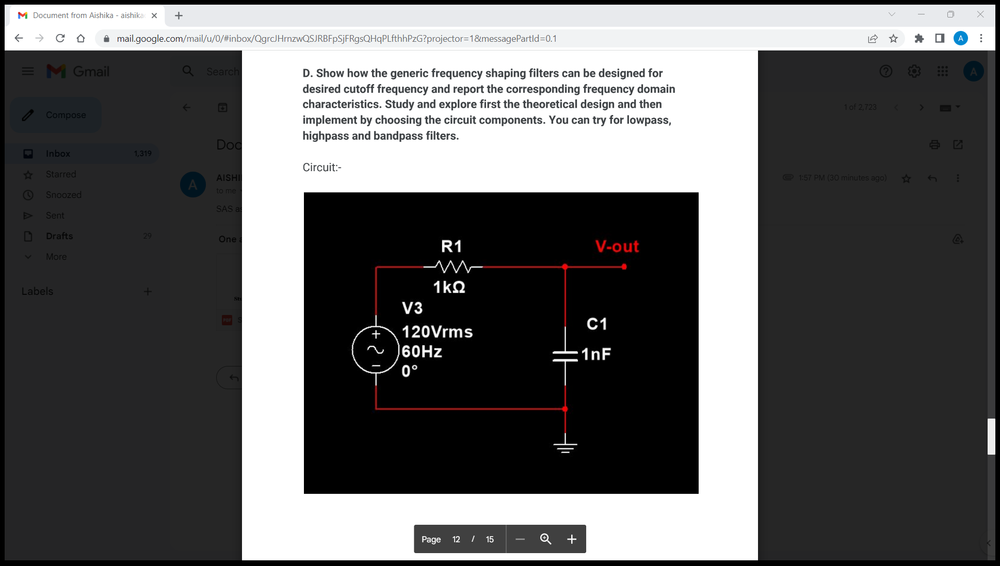 Document from Aishika - aishika
mail.google.com/mail/u/0/#inbox/QgrcJHrnzwQSJRBFpSjFRgsQHqPLfthhPzG?projector=1&messagePartId=0.1
A
Gmail
Search
A
Compose
1 of 2,723
Inbox 1,319
Starred
Snoozed
Sent
Drafts 29
More
Labels
Doc
A
AISHI
to me
SAS as
1:57 PM (30 minutes ago)
One a
Stu
PDF S
D. Show how the generic frequency shaping filters can be designed for
desired cutoff frequency and report the corresponding frequency domain
characteristics. Study and explore first the theoretical design and then
implement by choosing the circuit components. You can try for lowpass,
highpass and bandpass filters.
Circuit:-
R1
V-out
1kΩ
V3
120Vrms
60Hz
0°
C1
1nF
Page 12 / 15